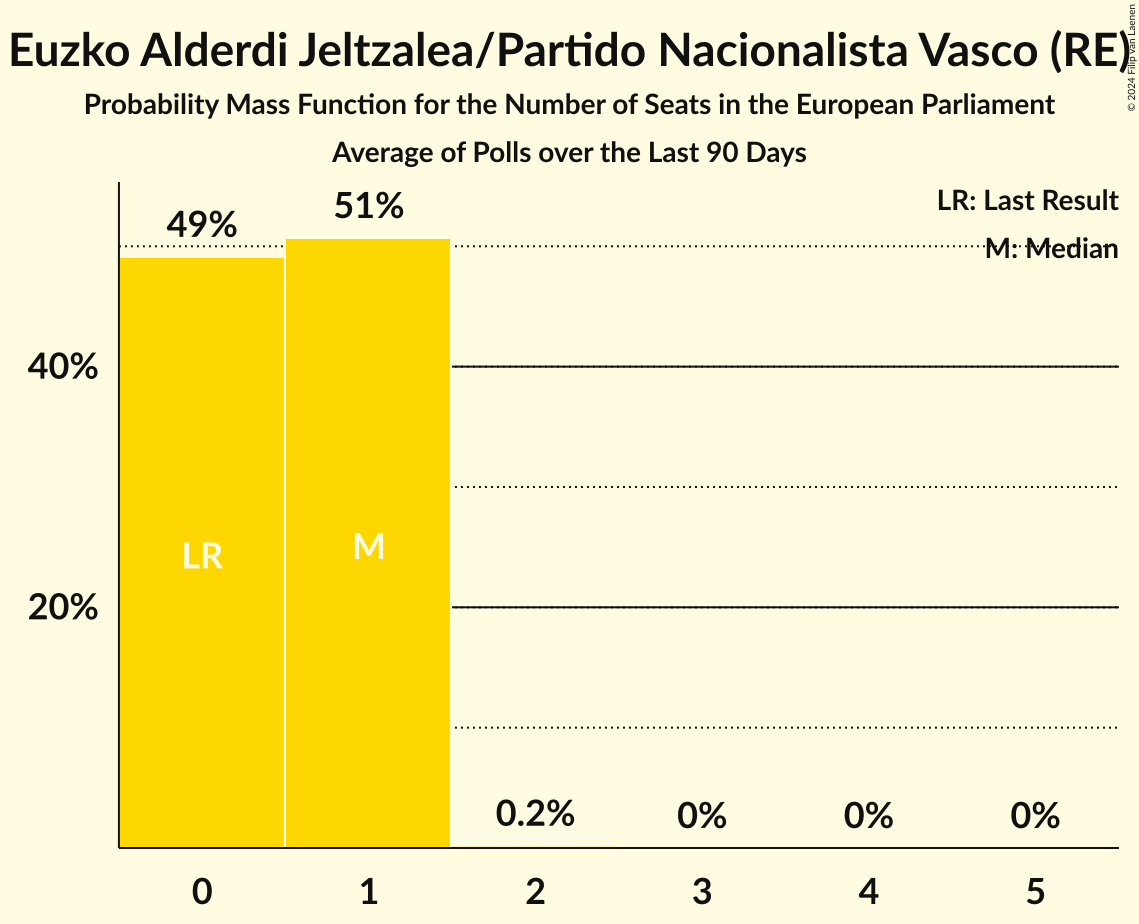 Euzko Alderdi Jeltzalea/Partido Nacionalista Vasco (RE)
© 2024 Filip van Laenen
Probability Mass Function for the Number of Seats in the European Parliament
Average of Polls over the Last 90 Days
LR: Last Result
M: Median
49%
51%
40%
20%
LR
M
0.2%
0%
0%
0%
0
1
2
3
4
5